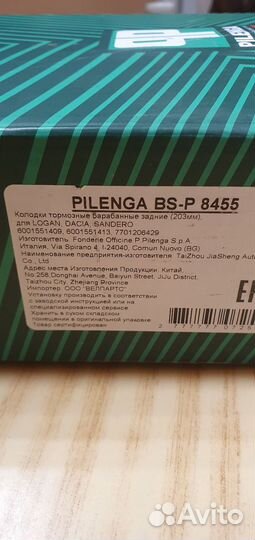 PILENGA BS-P 8455
Колодки тормозные барабанные задние (203мм),
для LOGAN, DACIA, SANDERO
6001551409, 6001551413, 7701206429
Изготовитель: Fonderie Officine P Pilenga S.p.A.
Италия, Via Spirano 4, I-24040, Comun Nuovo (BG)
Наименование предприятия-изготовителя: TaiZhou JiaSheng Auto
Co.,Ltd
Адрес места Изготовления Продукции: Китай,
No 258,Donghai Avenue, Baiyun Street, JiJu District,
Taizhou City, Zhejiang Province
Импортер: ООО "ВЕЛПАРТС"
Установку производить в соответствии
с заводской инструкцией и на
специализированном сервисе.
Хранить в сухом складском
помещении в оригинальной упаковке
Товар сертифицирован
Avito